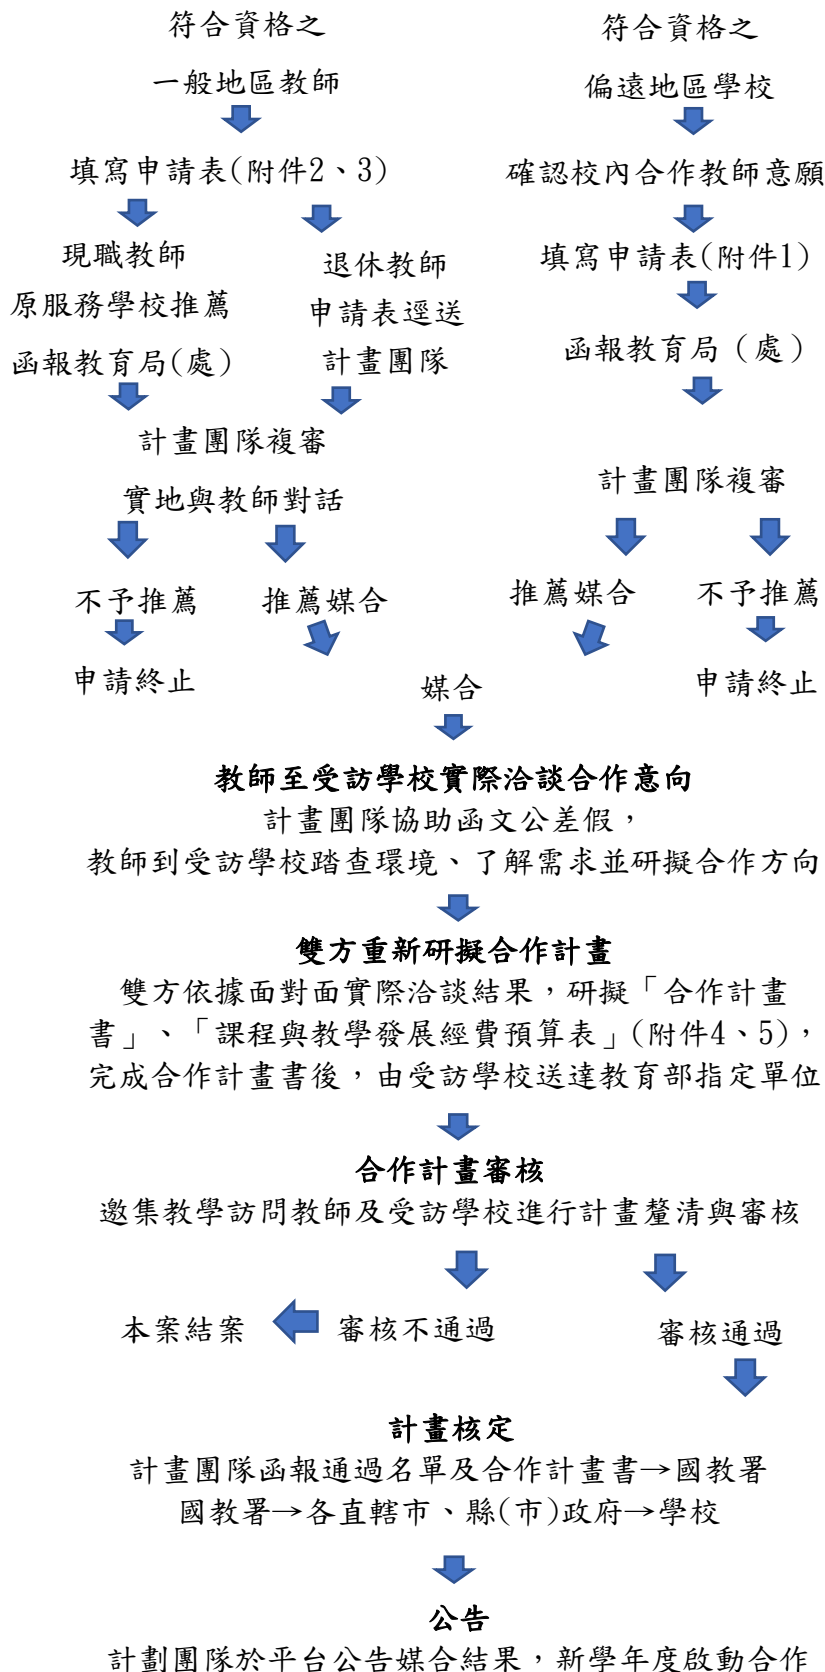 符合資格之
一般地區教師
符合資格之
偏遠地區學校
填寫申請表(附件2、3)
確認校內合作教師意願
現職教師
原服務學校推薦
函報教育局(處)
退休教師
申請表逕送
計畫團隊
填寫申請表(附件1)
函報教育局（處）
計畫團隊複審
實地與教師對話
計畫團隊複審
不予推薦
推薦媒合
推薦媒合
不予推薦
申請終止
媒合
申請終止
教師至受訪學校實際洽談合作意向
計畫團隊協助函文公差假，
教師到受訪學校踏查環境、了解需求並研擬合作方向
雙方重新研擬合作計畫
雙方依據面對面實際洽談結果，研擬「合作計畫
書」、「課程與教學發展經費預算表」(附件4、5)，
完成合作計畫書後，由受訪學校送達教育部指定單位
合作計畫審核
邀集教學訪問教師及受訪學校進行計畫釐清與審核
本案結案
審核不通過
審核通過
計畫核定
計畫團隊函報通過名單及合作計畫書→國教署
國教署→各直轄市、縣(市)政府→學校
公告
計劃團隊於平台公告媒合結果，新學年度啟動合作